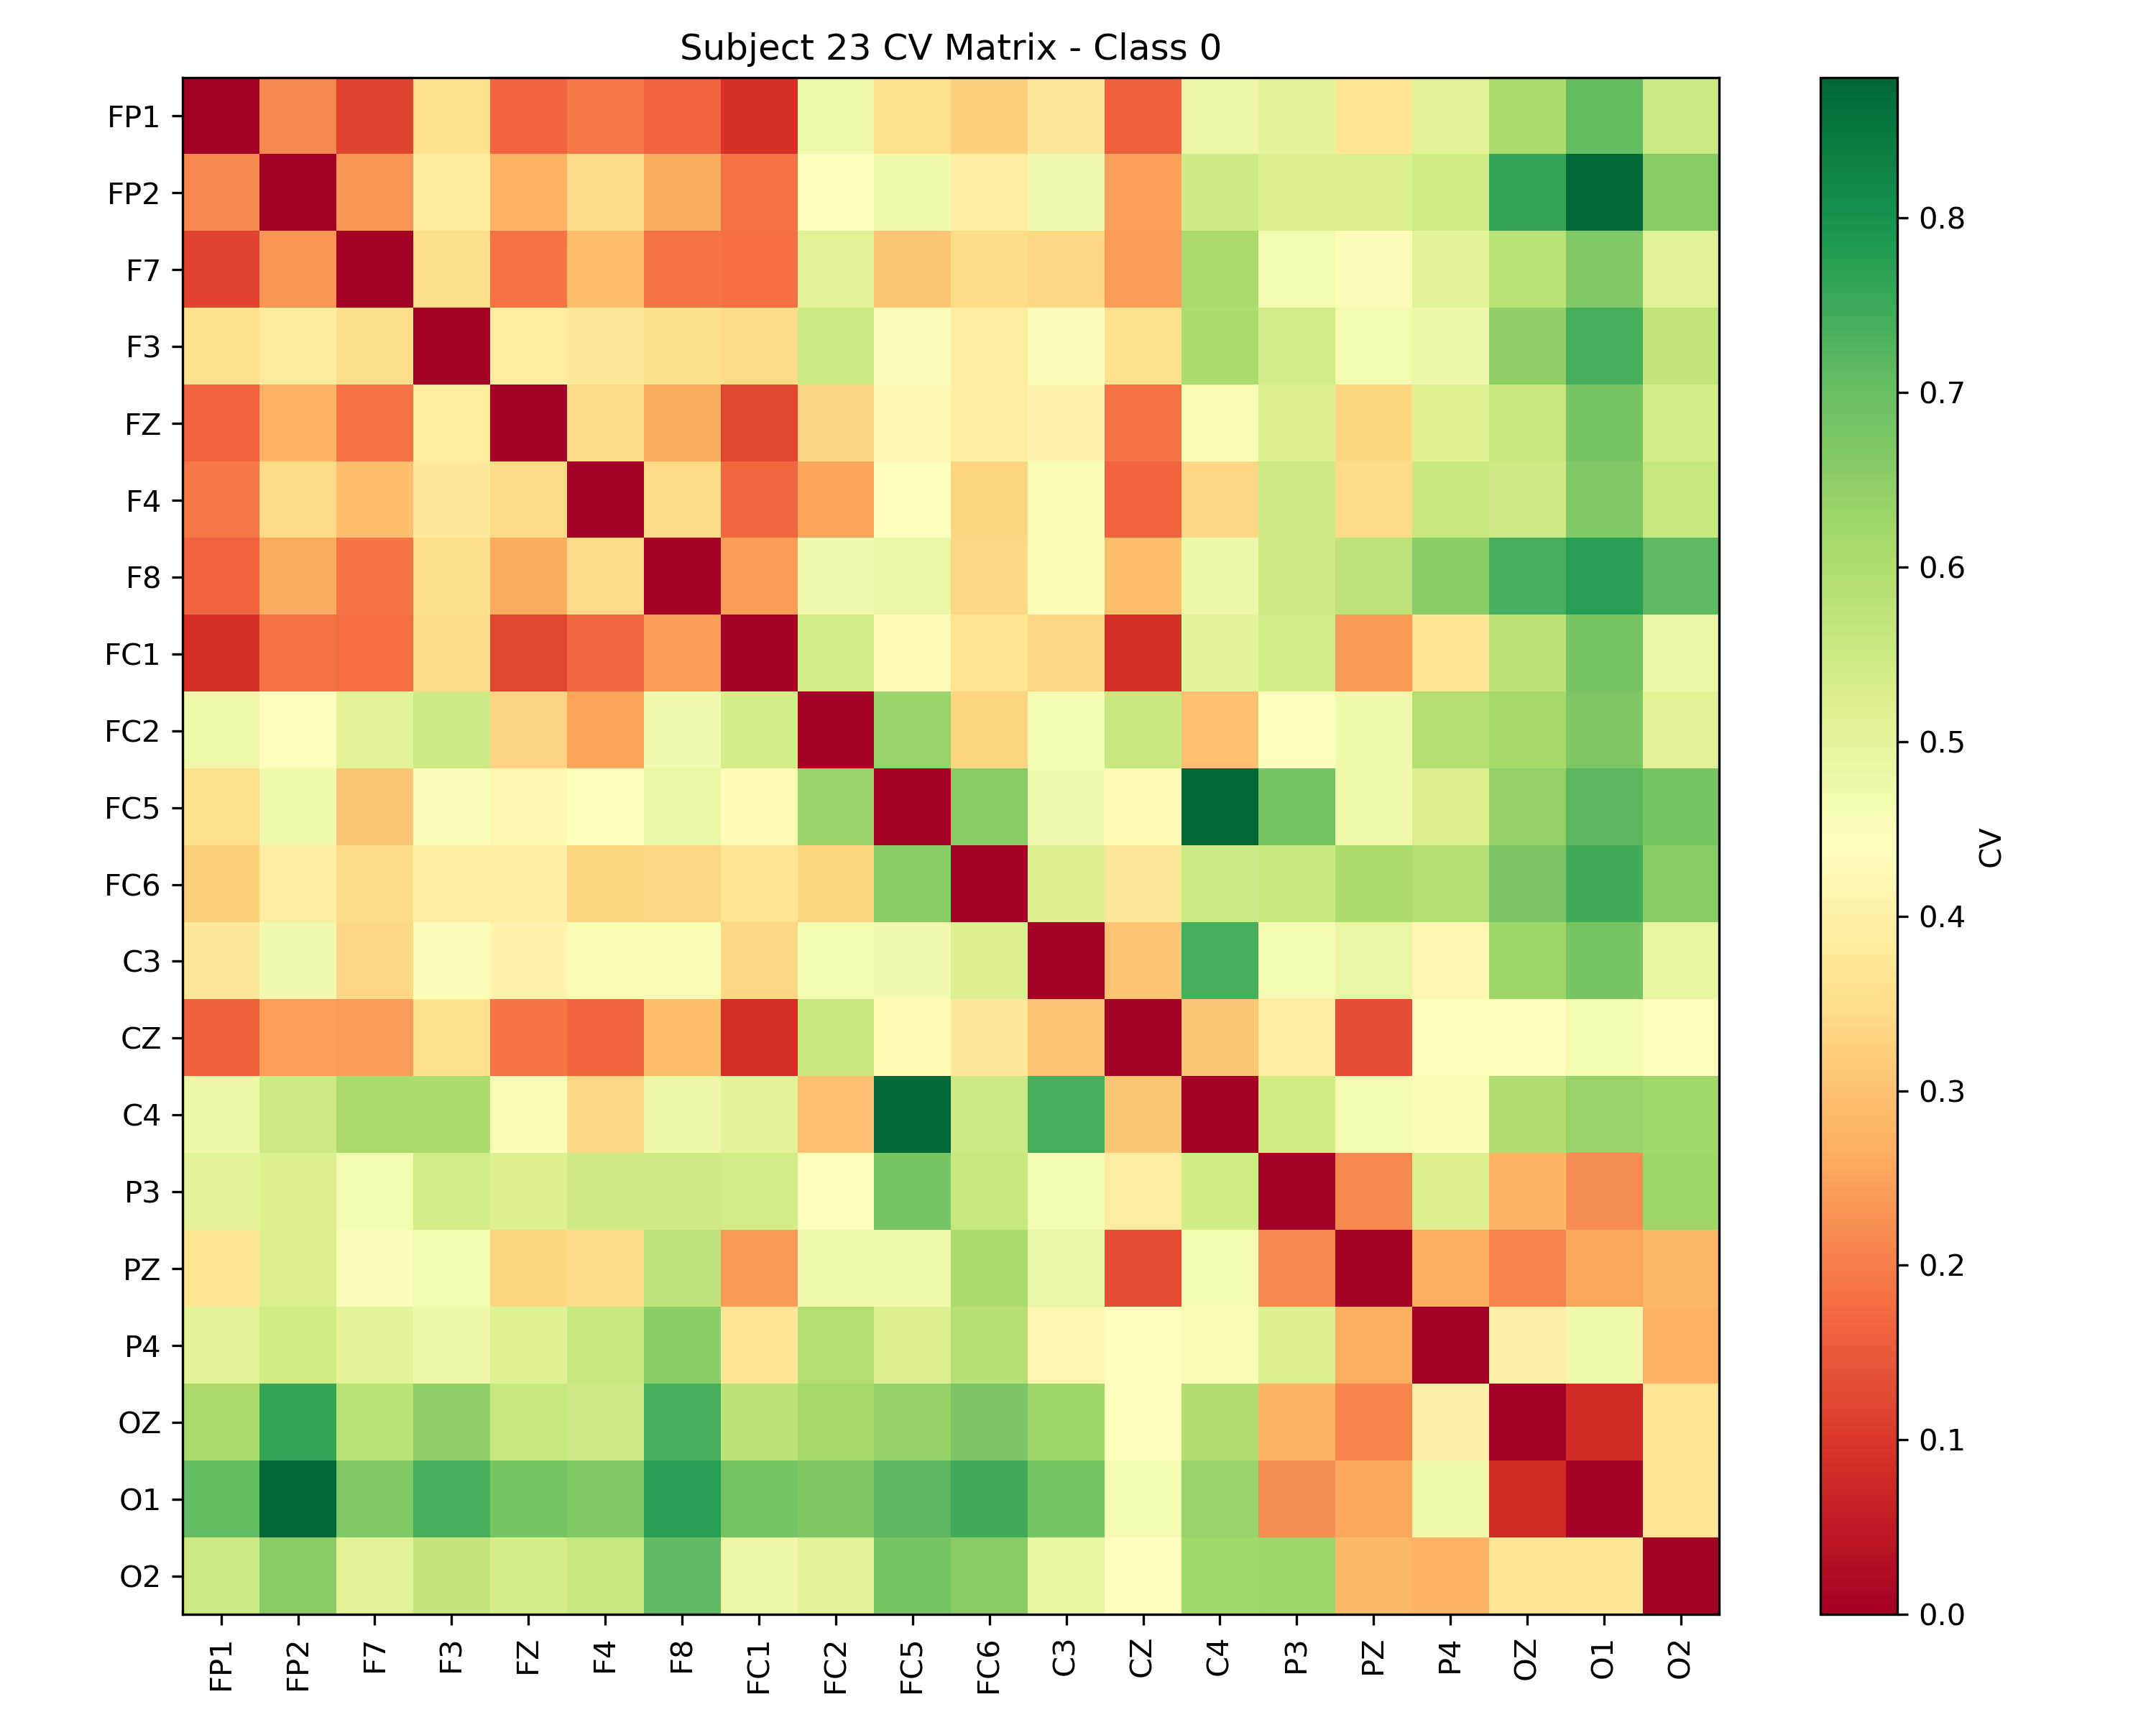 Subject 23 CV Matrix - Class 0
FP1
FP2
F7
F3
FZ
F4
F8
FC1
FC2
FC5
FC6
C3
CZ
C4
P3
PZ
P4
OZ
O1
O2
FP1
FP2
F7
F3
FZ
F4
F8
FC1
FC2
FC5
FC6
C3
CZ
C4
P3
PZ
P4
OZ
O1
O2
0.8
0.7
0.6
0.5
0.4
0.3
0.2
0.1
0.0
CV